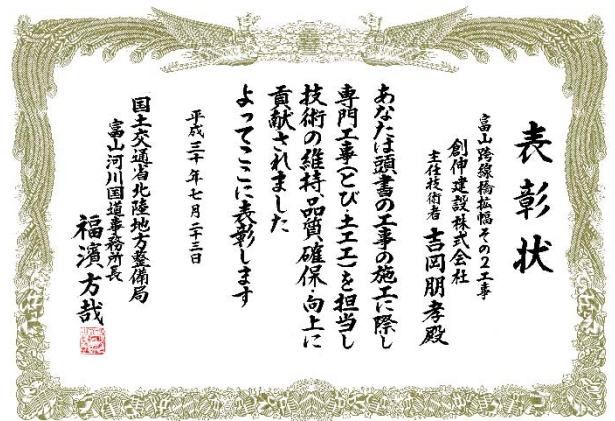 表彰状
富山跨線橋拡幅その2工事
創伸建設株式会社
主任技術者 吉岡朋孝殿
あなたは頭書の工事の施工に際し
専門工事(とび・土工工)を担当し
技術の維持・品質確保・向上に
貢献されました
よってここに表彰します
平成三十年七月二十三日
国土交通省北陸地方整備局
富山河川国道事務所長
福濱方哉